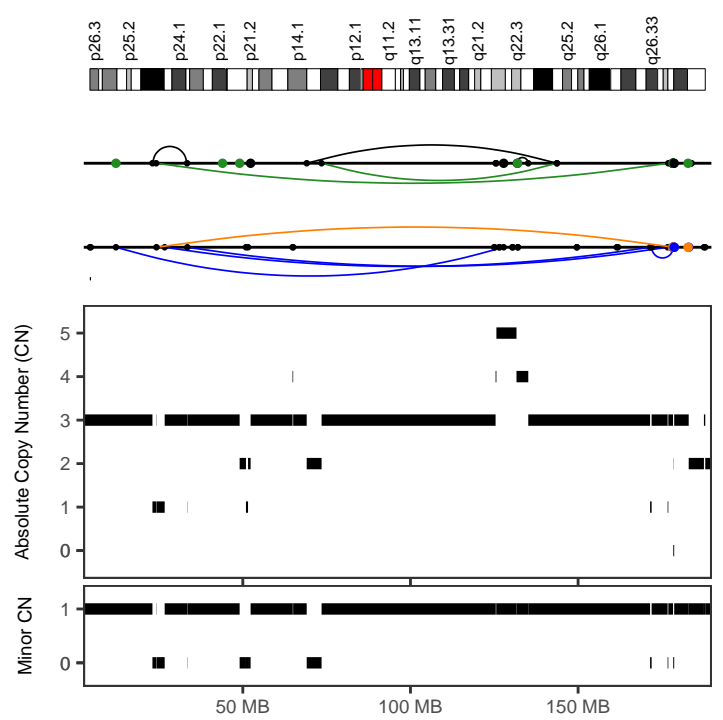 p26.3 p25.2 p24.1 p22.1 p21.2 p14.1 p12.1 q11.2 q13.11 q13.31 q21.2 q22.3 q25.2 q26.1 q26.33
Absolute Copy Number (CN)
5
4
3
2
1
0
Minor CN
1
0
50 MB 100 MB 150 MB